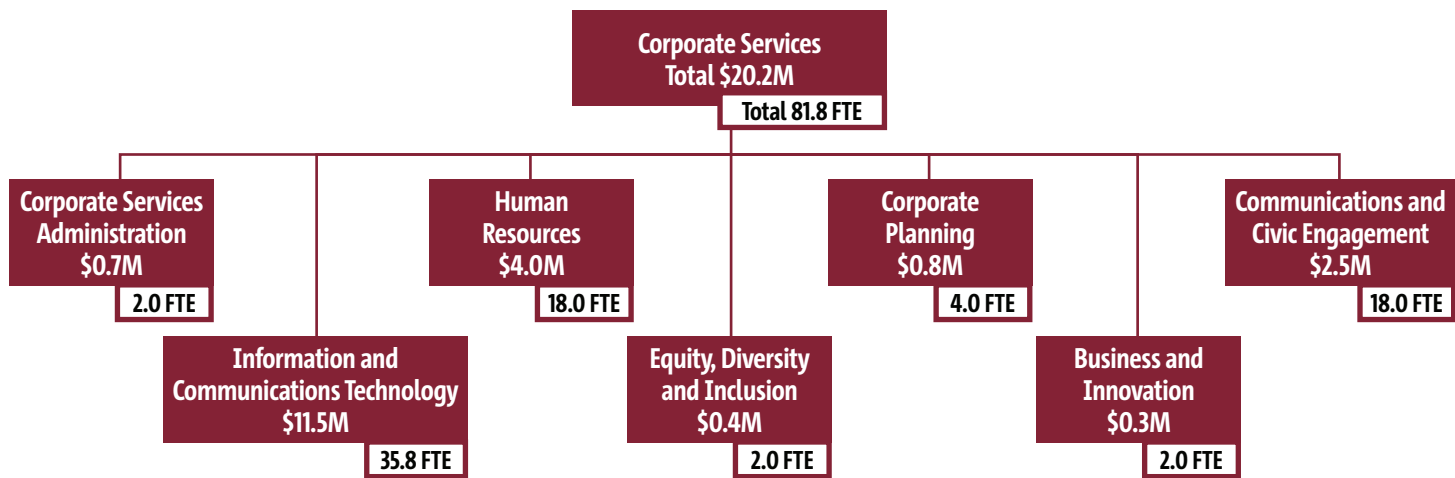 Corporate Services
Total $20.2M
Total 81.8 FTE
Corporate Services
Administration
$0.7M
2.0 FTE
Information and
Communications Technology
$11.5M
35.8 FTE
Human
Resources
$4.0M
18.0 FTE
Equity, Diversity
and Inclusion
$0.4M
2.0 FTE
Corporate
Planning
$0.8M
4.0 FTE
Business and
Innovation
$0.3M
2.0 FTE
Communications and
Civic Engagement
$2.5M
18.0 FTE